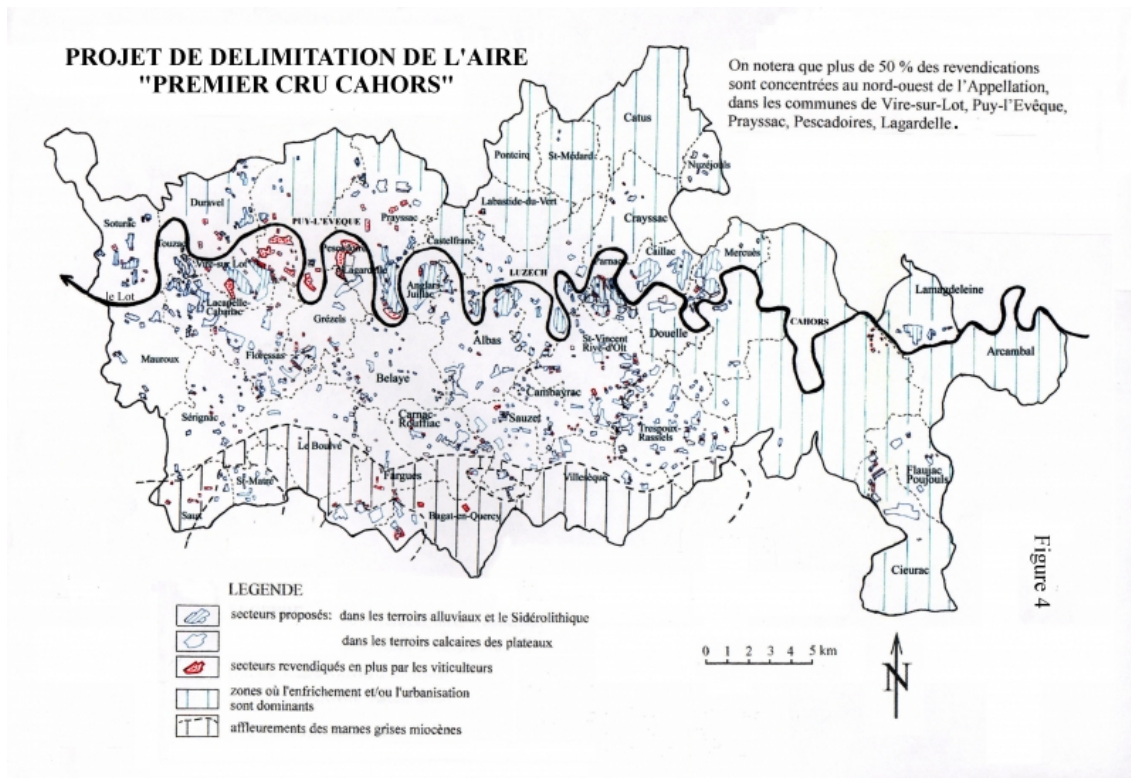 PROJET DE DELIMITATION DE L'AIRE
"PREMIER CRU CAHORS"
On notera que plus de 50 % des revendications
sont concentrées au nord-ouest de l'Appellation,
dans les communes de Vire-sur-Lot, Puy-l'Evêque,
Prayssac, Pescadoires, Lagardelle.
Catus
Pontcirq
St-Médard
Nuzéjouls
Duravel
Labastide-du-Vert
Soturac
PUY-L'EVEQUE
Prayssac
Crayssac
Touzac
Castelfranc
Pescadoires
Vire-sur Lot
Lagardelle
LUZECH
Parnac
Caillac
Mercuès
le Lot
Anglars
Juillac
Lamagdeleine
Lacapelle
Cabanac
Grézels
CAHORS
Albas
St-Vincent
Rive-d'Olt
Douelle
Arcambal
Mauroux
Floressas
Belaye
Cambayrac
Sérignac
Carnac
Rouffiac
Sauzet
Trespoux
Rassiels
Le Boulvé
St-Matré
Fargues
Villesèque
Flaujac
Poujouls
Saux
Bagat-en-Quercy
Cieurac
Figure 4
LEGENDE
secteurs proposés: dans les terroirs alluviaux et le Sidérolithique
dans les terroirs calcaires des plateaux
secteurs revendiqués en plus par les viticulteurs
zones où l'enfrichement et/ou l'urbanisation
sont dominants
affleurements des marnes grises miocènes
0 1 2 3 4 5 km
N